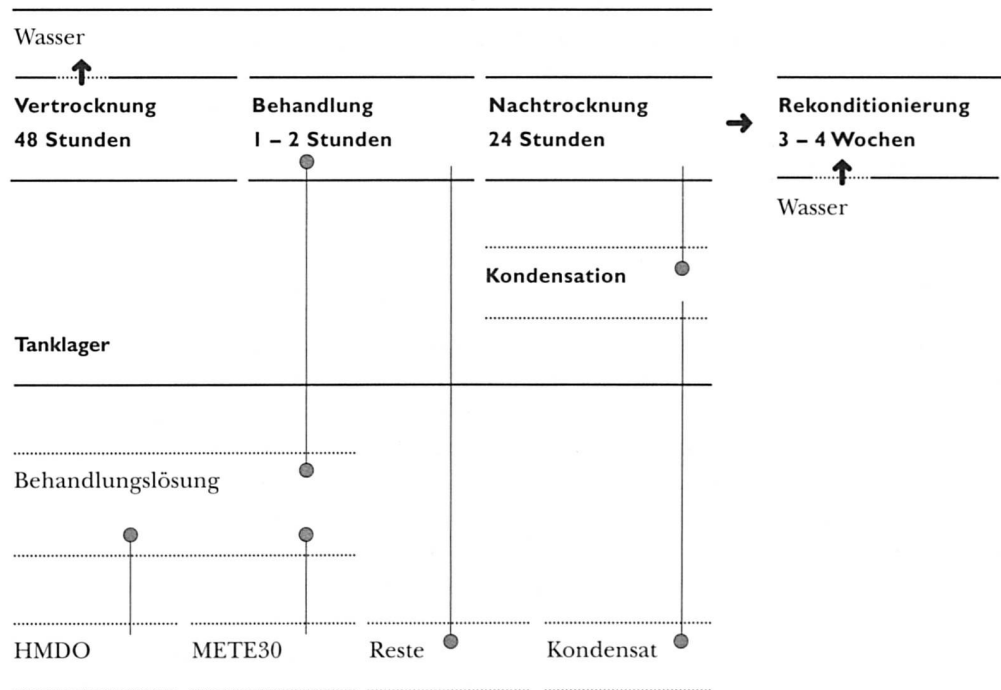 Wasser
Vertrocknung
48 Stunden
Behandlung
1 – 2 Stunden
Nachtrocknung
24 Stunden
Rekonditionierung
3 – 4 Wochen
Wasser
Kondensation
Tanklager
Behandlungslösung
HMDO
METE30
Reste
Kondensat